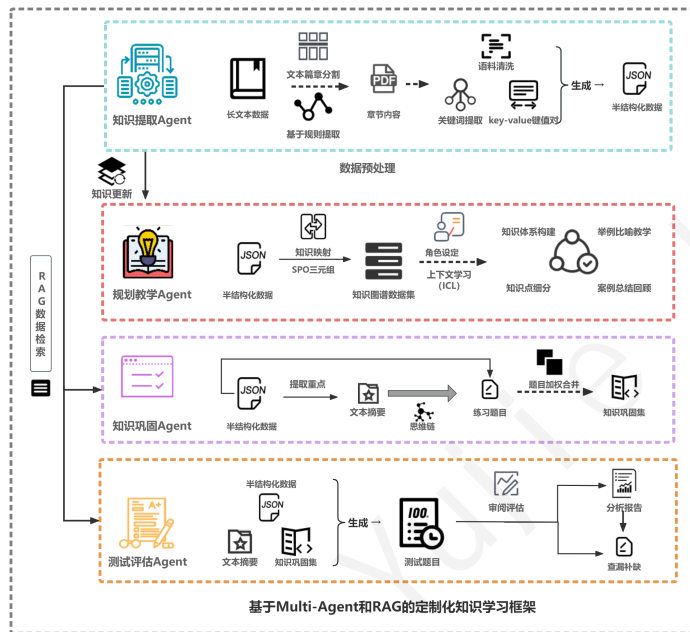 知识提取Agent
长文本数据
文本篇章分割
基于规则提取
PDF
章节内容
语料清洗
关键词提取
key-value键值对
生成
JSON
半结构化数据
数据预处理
知识更新
RAG数据检索
规划教学Agent
JSON
半结构化数据
知识映射
SPO三元组
知识图谱数据集
角色设定
上下文学习
（ICL）
知识体系构建
举例比喻教学
知识点细分
案例总结回顾
知识巩固Agent
JSON
半结构化数据
提取重点
文本摘要
思维链
练习题目
题目加权合并
知识巩固集
测试评估Agent
A+
半结构化数据
JSON
文本摘要
知识巩固集
生成
100
测试题目
审阅评估
分析报告
查漏补缺
基于Multi-Agent和RAG的定制化知识学习框架
Yujie